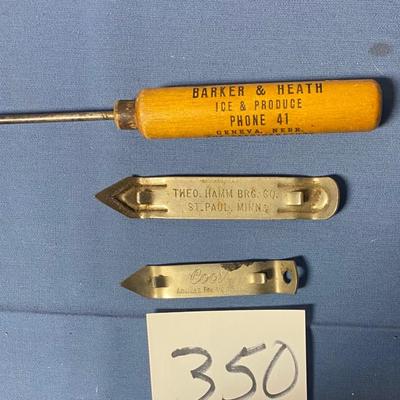 BARKER & HEATH
ICE & PRODUCE
PHONE 41
GENEVA, NEBR.
THEO. HAMM BRG. CO.
ST. PAUL, MINN.
Coors
350